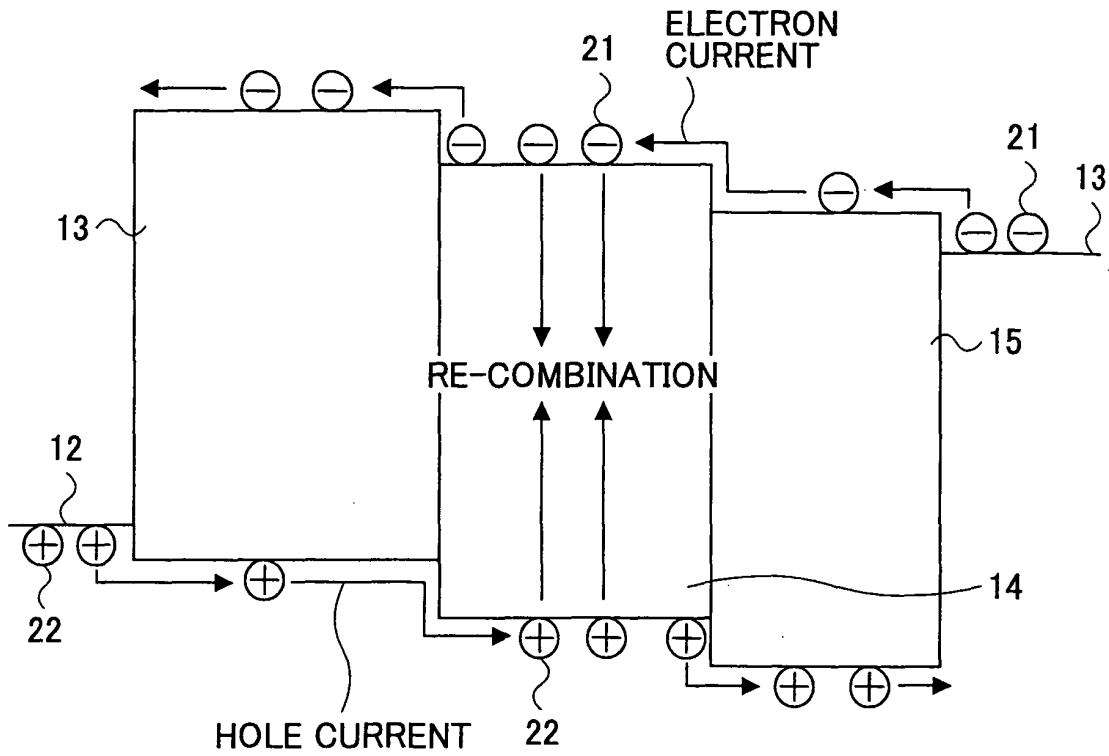 ELECTRON
CURRENT
21
21
13
13
15
RE-COMBINATION
12
14
22
22
HOLE CURRENT